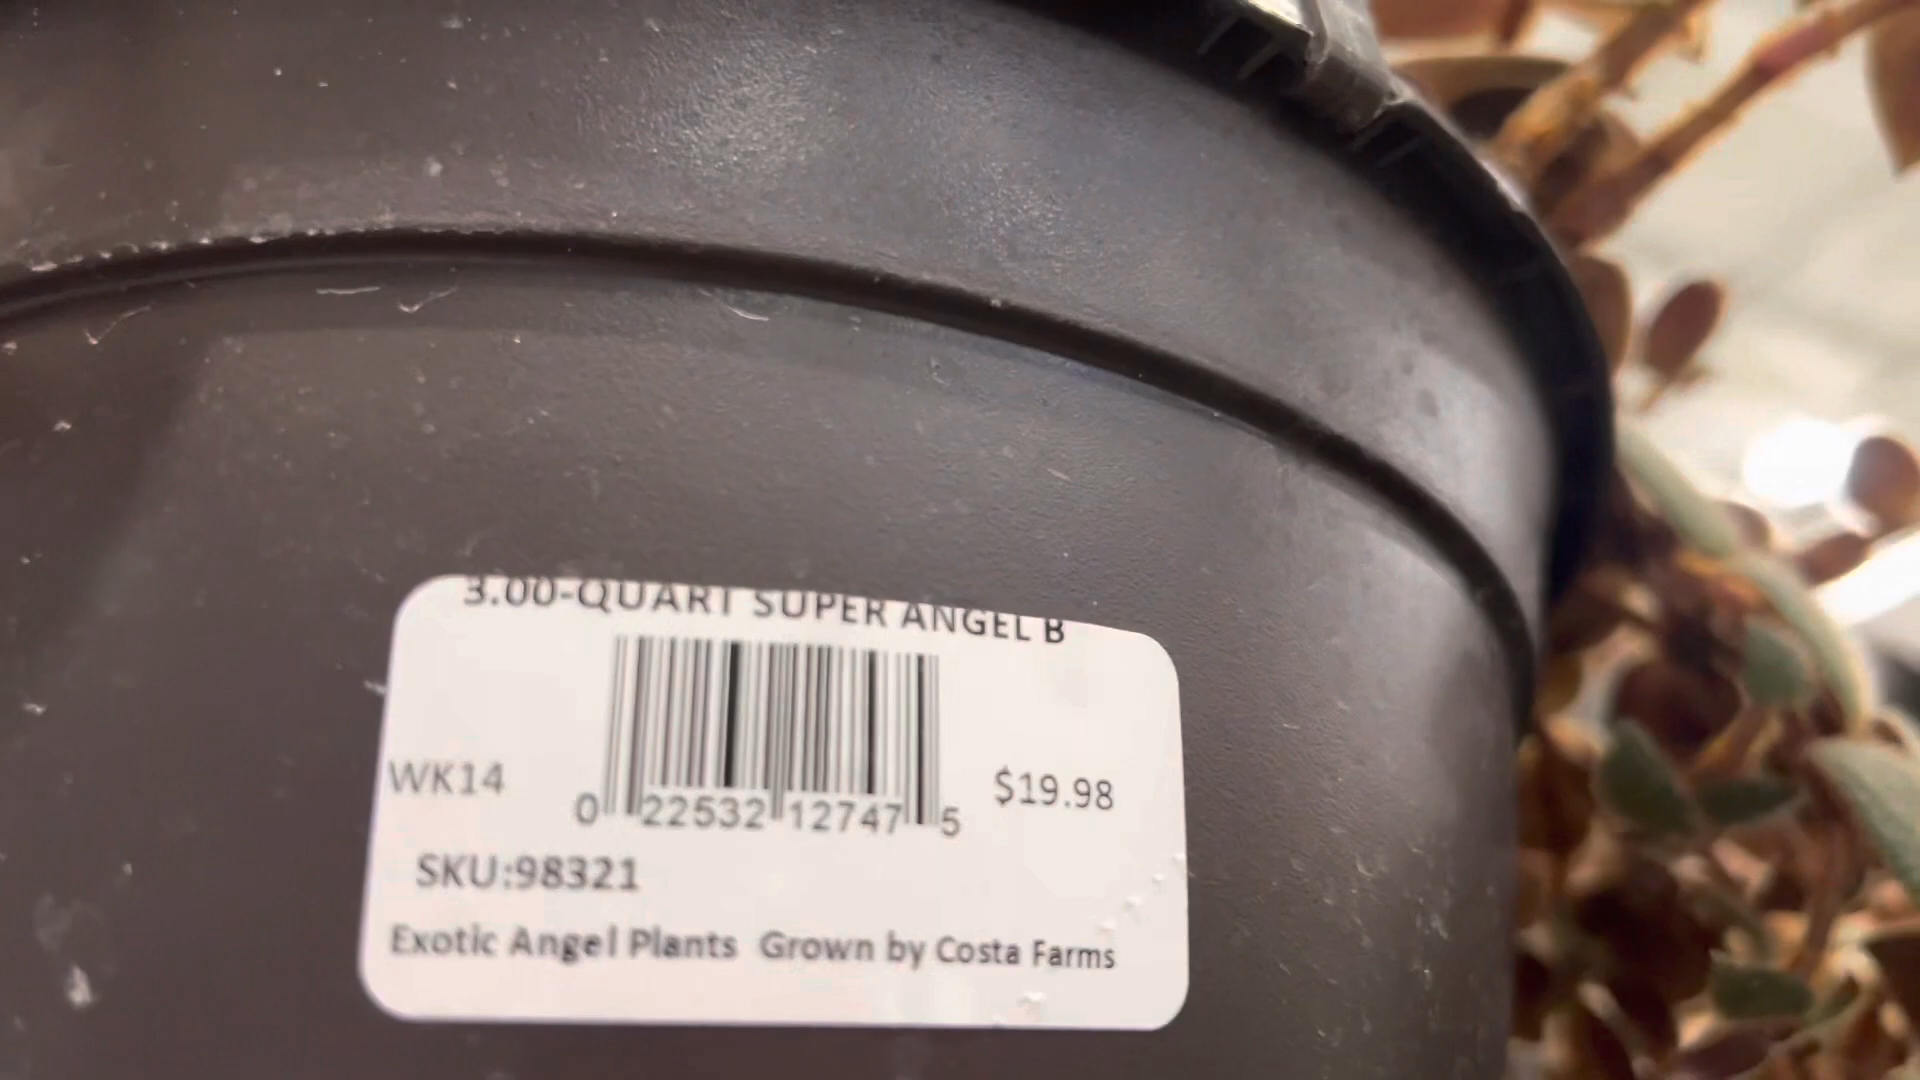 3.00-QUART SUPER ANGEL B
WK14
$19.98
0 22532 12747 5
SKU:98321
Exotic Angel Plants Grown by Costa Farms